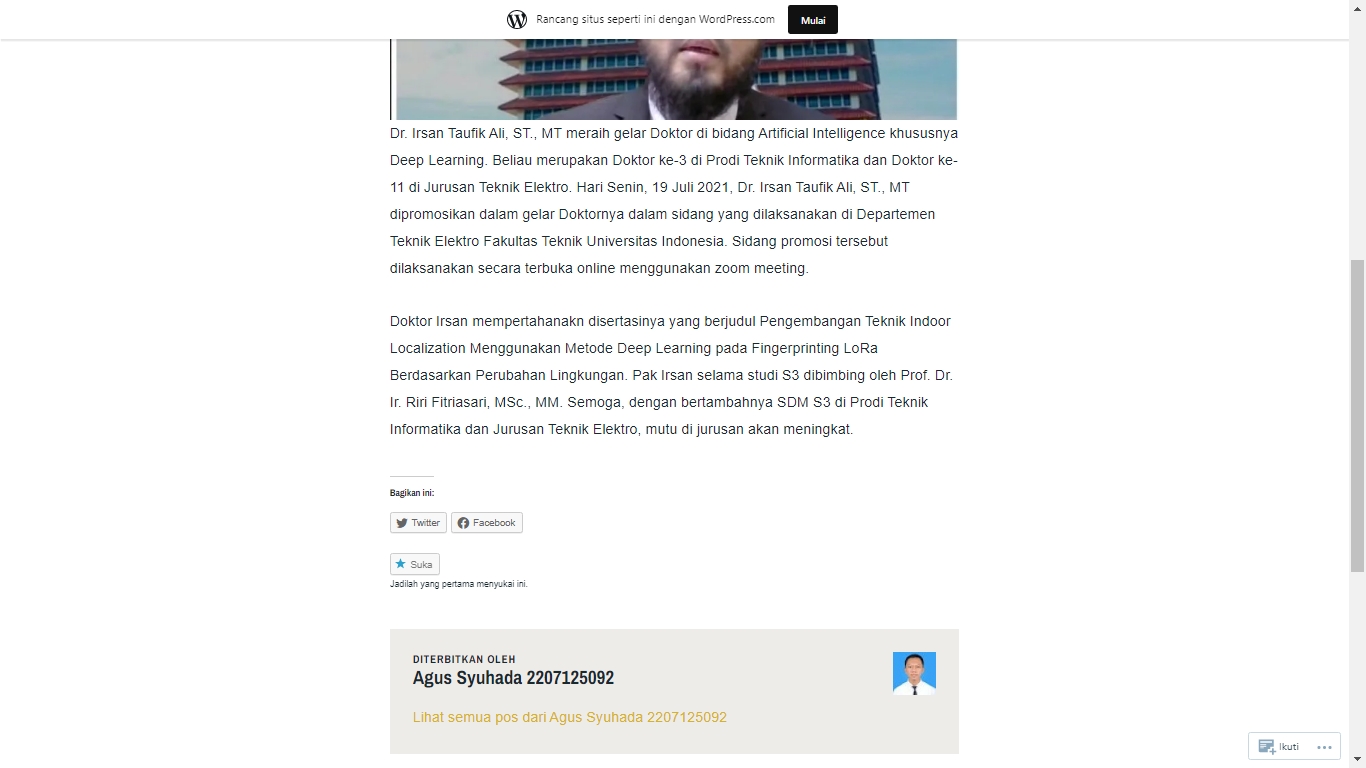 Rancang situs seperti ini dengan WordPress.com
Mulai
Dr. Irsan Taufik Ali, ST., MT meraih gelar Doktor di bidang Artificial Intelligence khususnya
Deep Learning. Beliau merupakan Doktor ke-3 di Prodi Teknik Informatika dan Doktor ke-
11 di Jurusan Teknik Elektro. Hari Senin, 19 Juli 2021, Dr. Irsan Taufik Ali, ST., MT
dipromosikan dalam gelar Doktornya dalam sidang yang dilaksanakan di Departemen
Teknik Elektro Fakultas Teknik Universitas Indonesia. Sidang promosi tersebut
dilaksanakan secara terbuka online menggunakan zoom meeting.
Doktor Irsan mempertahanakn disertasinya yang berjudul Pengembangan Teknik Indoor
Localization Menggunakan Metode Deep Learning pada Fingerprinting LoRa
Berdasarkan Perubahan Lingkungan. Pak Irsan selama studi S3 dibimbing oleh Prof. Dr.
Ir. Riri Fitriasari, MSc., MM. Semoga, dengan bertambahnya SDM S3 di Prodi Teknik
Informatika dan Jurusan Teknik Elektro, mutu di jurusan akan meningkat.
Bagikan ini:
Twitter
Facebook
Suka
Jadilah yang pertama menyukai ini.
DITERBITKAN OLEH
Agus Syuhada 2207125092
Lihat semua pos dari Agus Syuhada 2207125092
Ikuti